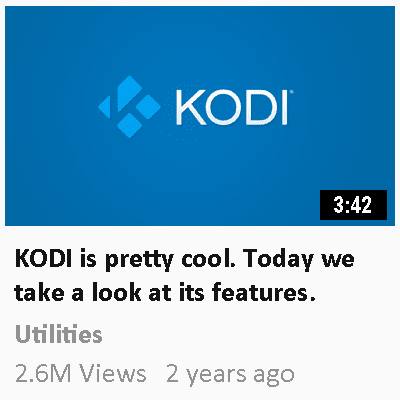 KODI
3:42
KODI is pretty cool. Today we
take a look at its features.
Utilities
2.6M Views 2 years ago